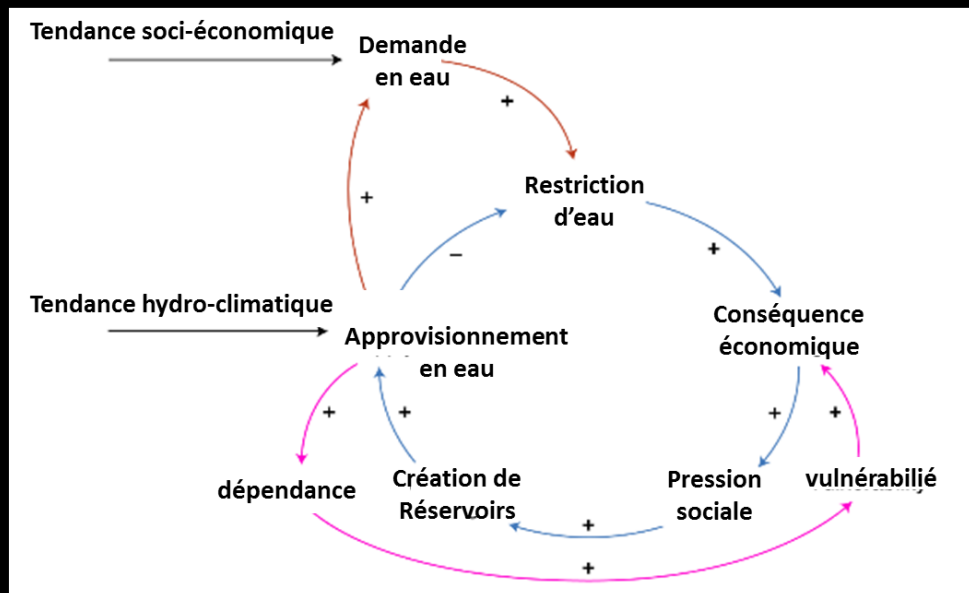 Tendance soci-économique
Demande
en eau
+
Restriction
d'eau
+
−
+
Tendance hydro-climatique
Approvisionnement
en eau
Conséquence
économique
+
+
+
+
dépendance
Création de
Réservoirs
Pression
sociale
vulnérabilié
+
+